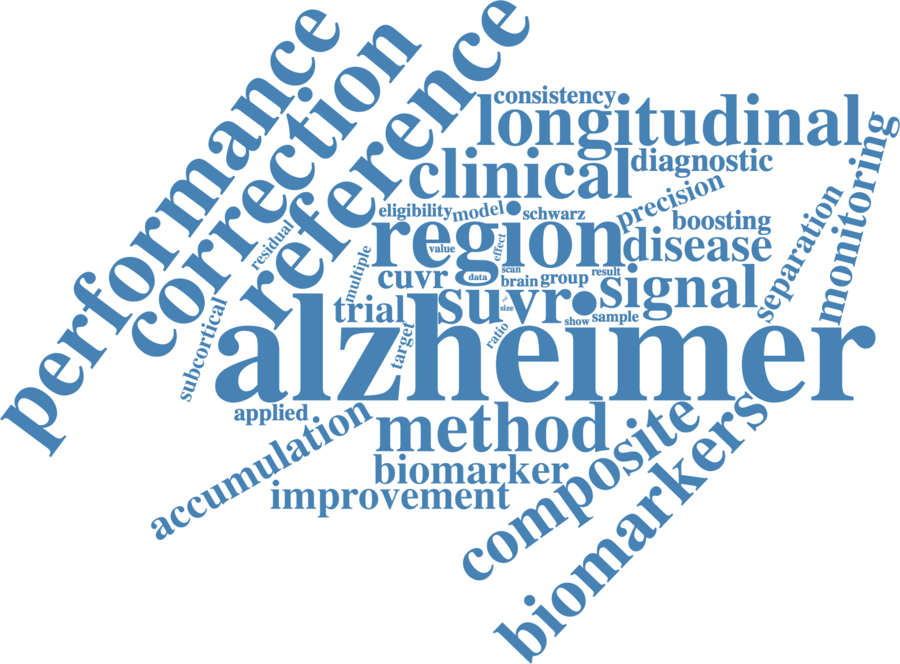 performance
correction
reference
consistency
longitudinal
clinical
diagnostic
monitoring
precision
eligibility
model
schwarz
boosting
residual
region
value
effect
disease
separation
multiple
cuvr
data
scan
brain
group
result
signal
subcortical
trial
suvr
size
show
sample
target
ratio
alzheimer
applied
accumulation
method
composite
biomarkers
biomarker
improvement